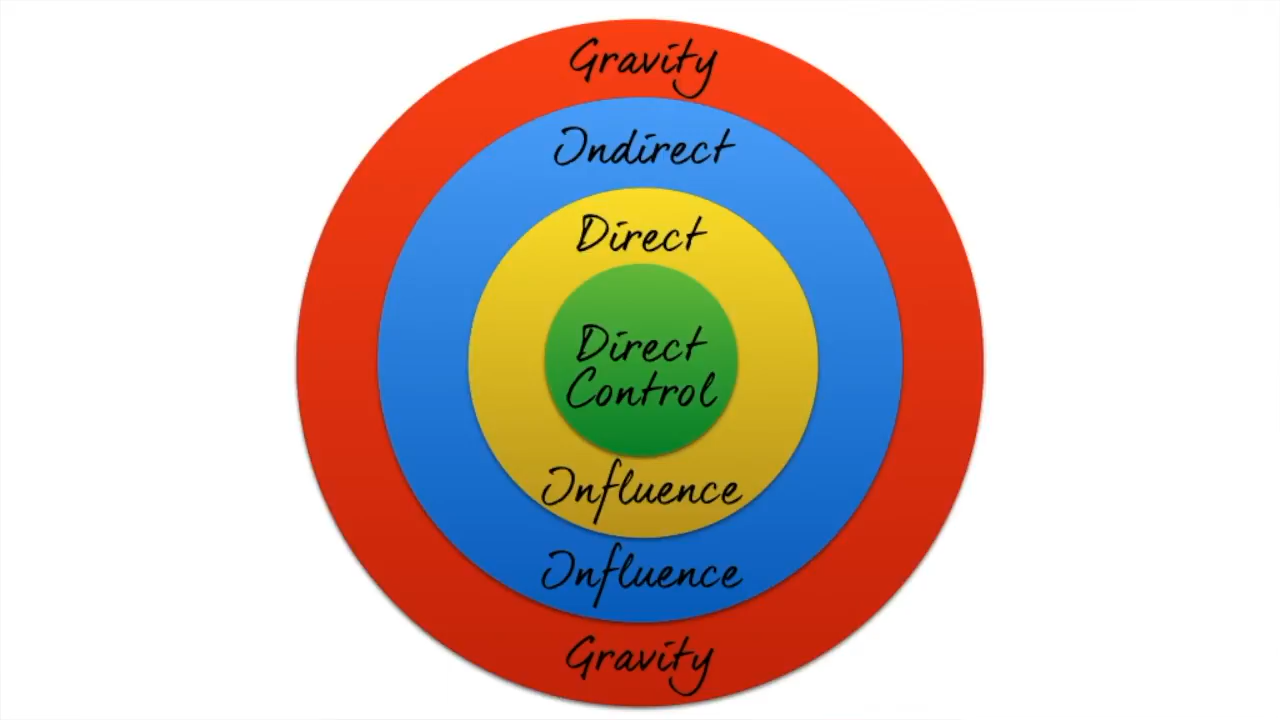 Gravity
Indirect
Direct
Direct
Control
Influence
Influence
Gravity